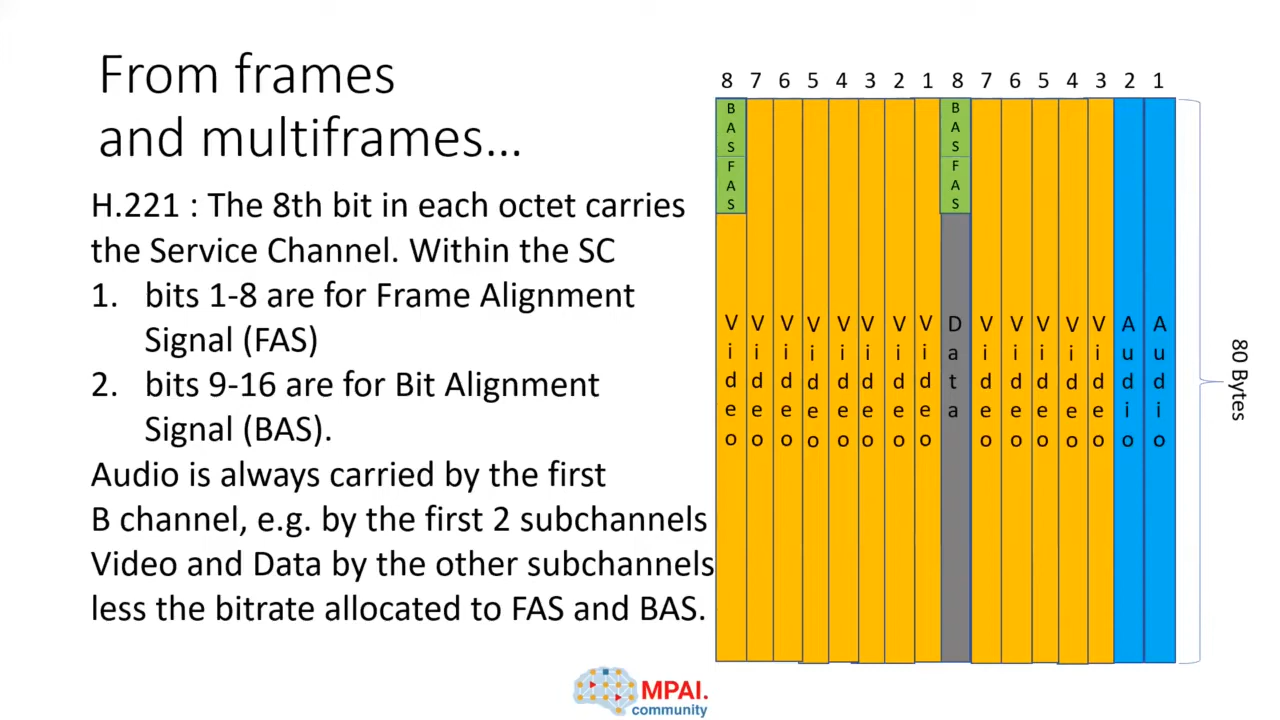 From frames
and multiframes...
H.221 : The 8th bit in each octet carries
the Service Channel. Within the SC
1. bits 1-8 are for Frame Alignment
Signal (FAS)
2. bits 9-16 are for Bit Alignment
Signal (BAS).
Audio is always carried by the first
B channel, e.g. by the first 2 subchannels
Video and Data by the other subchannels
less the bitrate allocated to FAS and BAS.
8 7 6 5 4 3 2 1 8 7 6 5 4 3 2 1
BAS BAS
FAS FAS
Video Video Video Video Video Video Video Video Data Video Video Video Video Video Audio Audio
80 Bytes
MPAI.
community